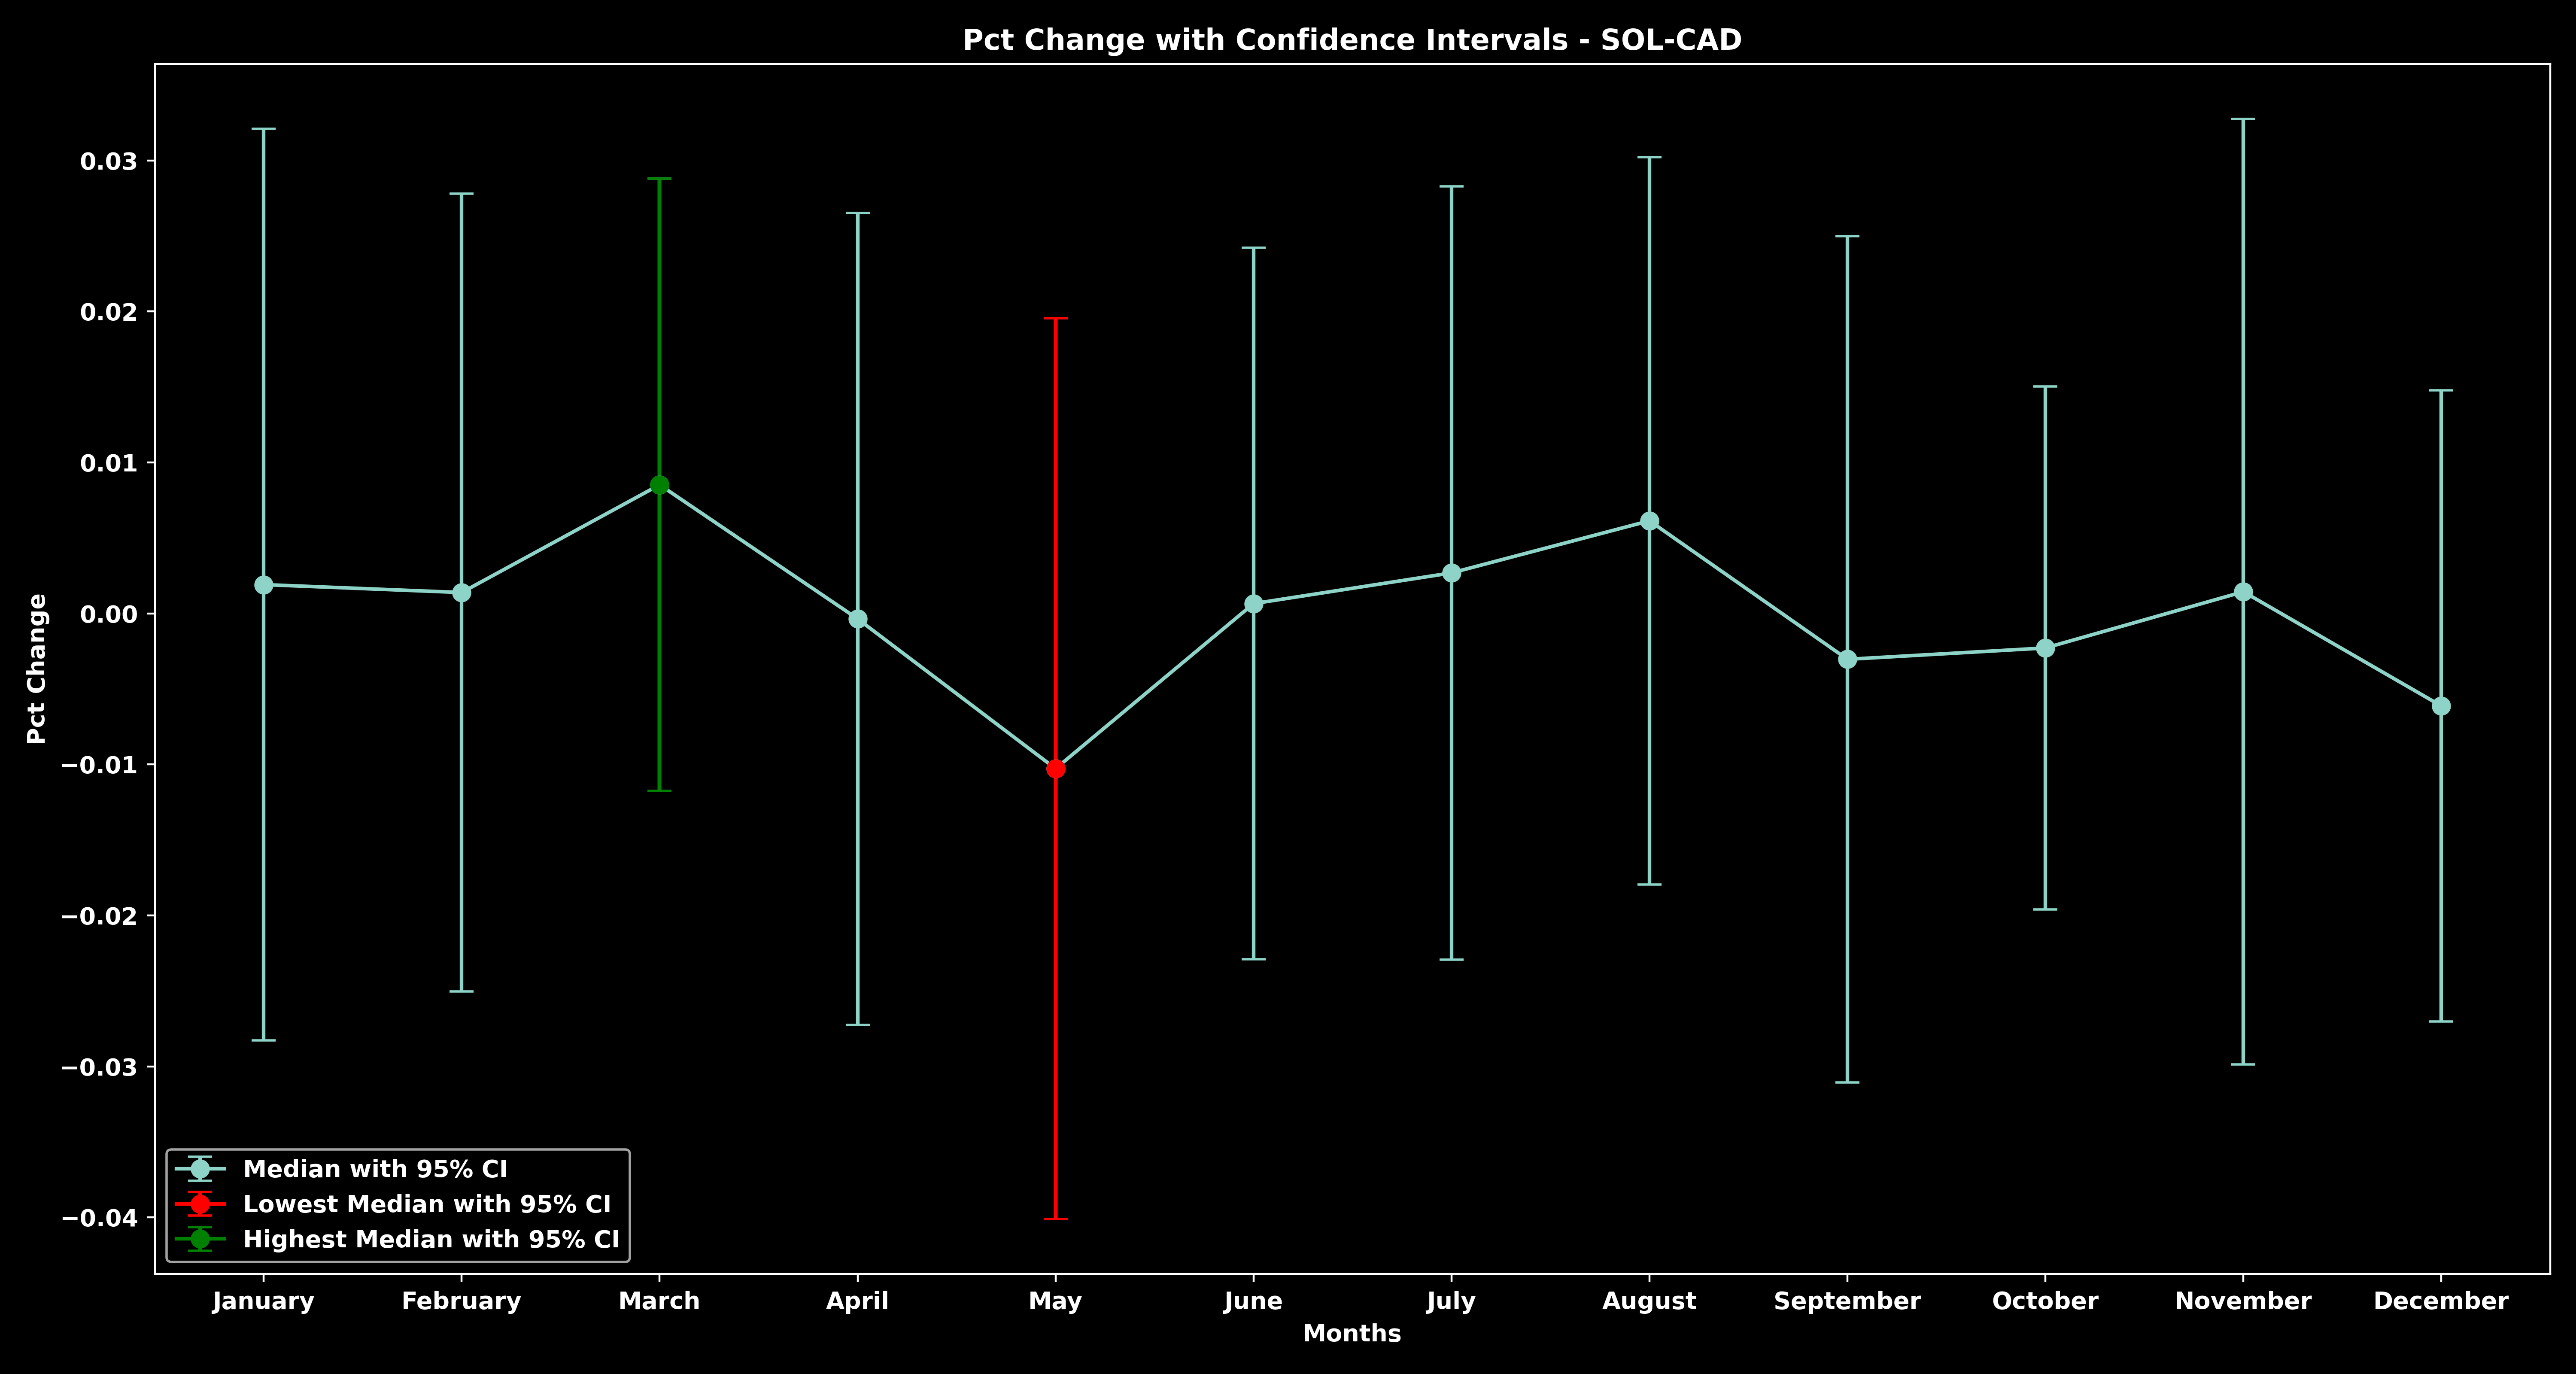 Pct Change with Confidence Intervals - SOL-CAD
Pct Change
0.03
0.02
0.01
0.00
−0.01
−0.02
−0.03
−0.04
Median with 95% CI
Lowest Median with 95% CI
Highest Median with 95% CI
January February March April May June July August September October November December
Months